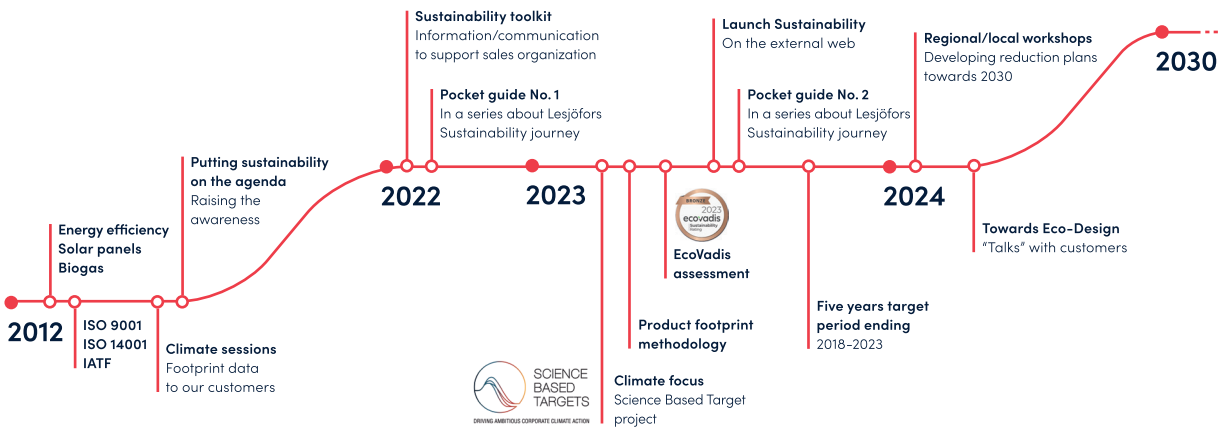 2012
Energy efficiency
Solar panels
Biogas
ISO 9001
ISO 14001
IATF
Climate sessions
Footprint data
to our customers
Putting sustainability
on the agenda
Raising the
awareness
2022
Sustainability toolkit
Information/communication
to support sales organization
Pocket guide No. 1
In a series about Lesjöfors
Sustainability journey
2023
SCIENCE
BASED
TARGETS
DRIVING AMBITIOUS CORPORATE CLIMATE ACTION
Climate focus
Science Based Target
project
Product footprint
methodology
BRONZE
2023
ecovadis
Sustainability
Rating
EcoVadis
assessment
Launch Sustainability
On the external web
Pocket guide No. 2
In a series about Lesjöfors
Sustainability journey
Five years target
period ending
2018-2023
2024
Regional/local workshops
Developing reduction plans
towards 2030
Towards Eco-Design
"Talks" with customers
2030